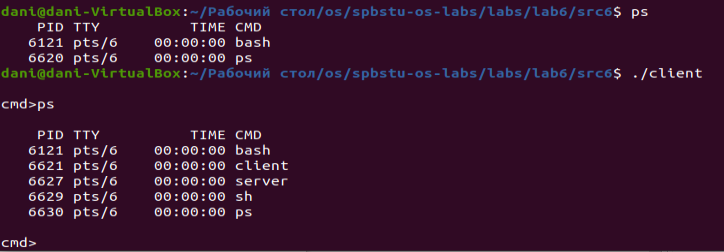 dani@dani-VirtualBox:~/Рабочий стол/os/spbstu-os-labs/labs/lab6/src6$ ps
PID TTY TIME CMD
6121 pts/6 00:00:00 bash
6620 pts/6 00:00:00 ps
dani@dani-VirtualBox:~/Рабочий стол/os/spbstu-os-labs/labs/lab6/src6$ ./client
cmd>ps
PID TTY TIME CMD
6121 pts/6 00:00:00 bash
6621 pts/6 00:00:00 client
6627 pts/6 00:00:00 server
6629 pts/6 00:00:00 sh
6630 pts/6 00:00:00 ps
cmd>